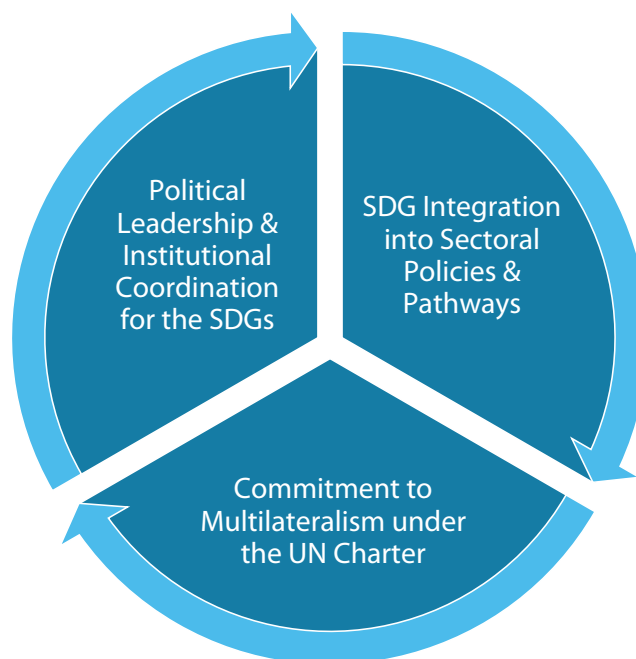 Political
Leadership &
Institutional
Coordination
for the SDGs
SDG Integration
into Sectoral
Policies &
Pathways
Commitment to
Multilateralism under
the UN Charter